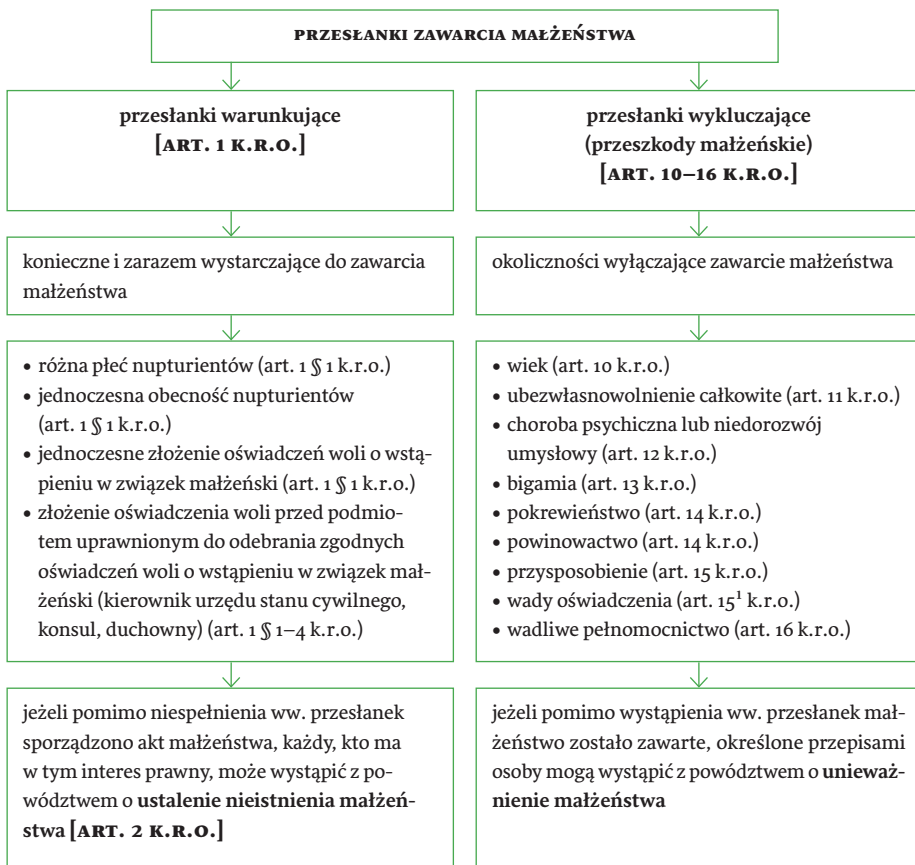 PRZESŁANKI ZAWARCIA MAŁŻEŃSTWA
przesłanki warunkujące
[ART. 1 K.R.O.]
konieczne i zarazem wystarczające do zawarcia
małżeństwa
• różna płeć nupturientów (art. 1 § 1 k.r.o.)
• jednoczesna obecność nupturientów
(art. 1 § 1 k.r.o.)
• jednoczesne złożenie oświadczeń woli o wstą-
pieniu w związek małżeński (art. 1 § 1 k.r.o.)
• złożenie oświadczenia woli przed podmio-
tem uprawnionym do odebrania zgodnych
oświadczeń woli o wstąpieniu w związek mał-
żeński (kierownik urzędu stanu cywilnego,
konsul, duchowny) (art. 1 § 1–4 k.r.o.)
jeżeli pomimo niespełnienia ww. przesłanek
sporządzono akt małżeństwa, każdy, kto ma
w tym interes prawny, może wystąpić z po-
wództwem o ustalenie nieistnienia małżeń-
stwa [ART. 2 K.R.O.]
przesłanki wykluczające
(przeszkody małżeńskie)
[ART. 10–16 K.R.O.]
okoliczności wyłączające zawarcie małżeństwa
• wiek (art. 10 k.r.o.)
• ubezwłasnowolnienie całkowite (art. 11 k.r.o.)
• choroba psychiczna lub niedorozwój
umysłowy (art. 12 k.r.o.)
• bigamia (art. 13 k.r.o.)
• pokrewieństwo (art. 14 k.r.o.)
• powinowactwo (art. 14 k.r.o.)
• przysposobienie (art. 15 k.r.o.)
• wady oświadczenia (art. 15¹ k.r.o.)
• wadliwe pełnomocnictwo (art. 16 k.r.o.)
jeżeli pomimo wystąpienia ww. przesłanek mał-
żeństwo zostało zawarte, określone przepisami
osoby mogą wystąpić z powództwem o unieważ-
nienie małżeństwa